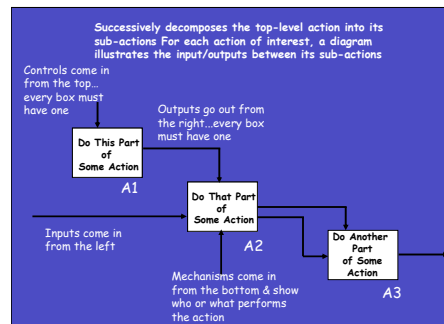 Successively decomposes the top-level action into its
sub-actions For each action of interest, a diagram
illustrates the input/outputs between its sub-actions
Controls come in
from the top...
every box must
have one
Outputs go out from
the right...every box
must have one
Do This Part
of
Some Action
A1
Do That Part
of
Some Action
A2
Inputs come in
from the left
Do Another
Part
of Some
Action
A3
Mechanisms come in
from the bottom & show
who or what performs
the action